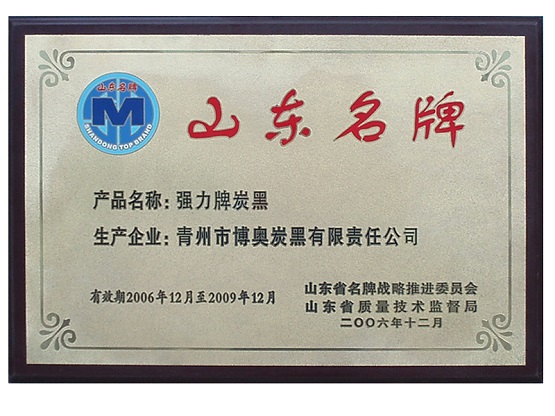 山东名牌
SHANDONG TOP BRAND
山东名牌
产品名称：强力牌炭黑
生产企业：青州市博奥炭黑有限责任公司
有效期2006年12月至2009年12月
山东省名牌战略推进委员会
山东省质量技术监督局
二〇〇六年十二月